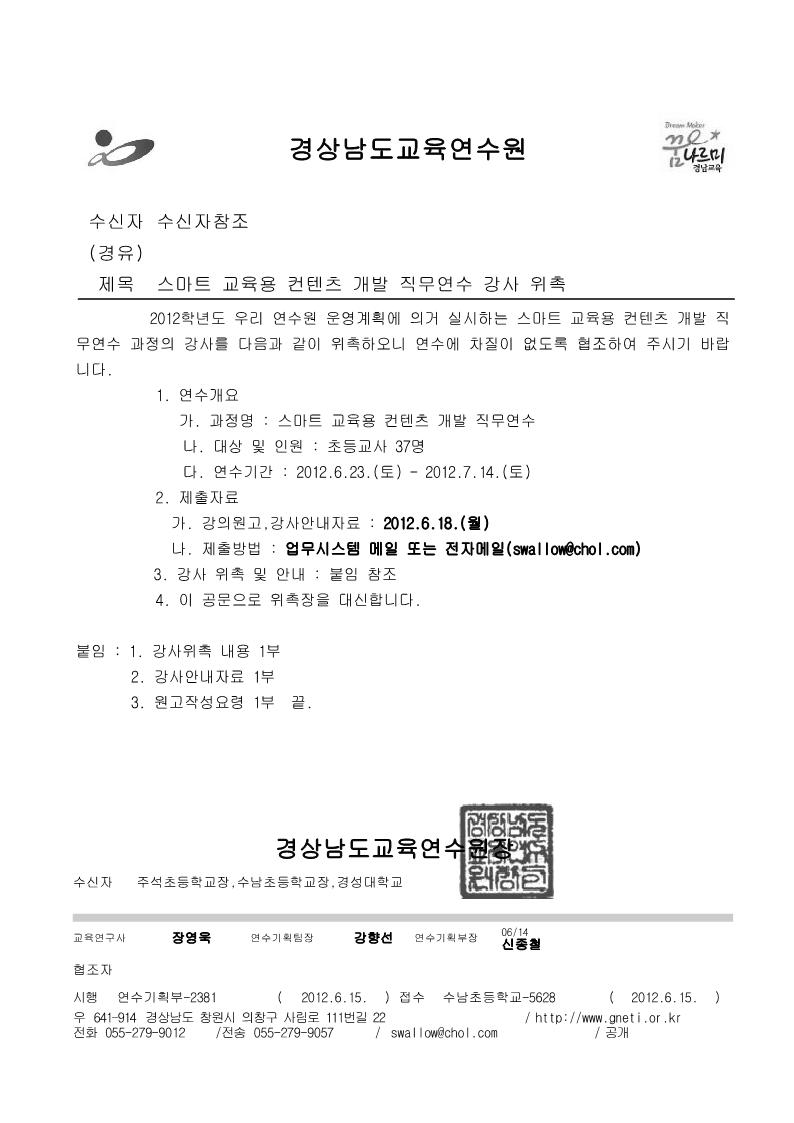 경상남도교육연수원
Dream Maker
꿈나르미
경남교육
수신자 수신자참조
(경유)
제목 스마트 교육용 컨텐츠 개발 직무연수 강사 위촉
2012학년도 우리 연수원 운영계획에 의거 실시하는 스마트 교육용 컨텐츠 개발 직
무연수 과정의 강사를 다음과 같이 위촉하오니 연수에 차질이 없도록 협조하여 주시기 바랍
니다.
1. 연수개요
가. 과정명 : 스마트 교육용 컨텐츠 개발 직무연수
나. 대상 및 인원 : 초등교사 37명
다. 연수기간 : 2012.6.23.(토) - 2012.7.14.(토)
2. 제출자료
가. 강의원고,강사안내자료 : 2012.6.18.(월)
나. 제출방법 : 업무시스템 메일 또는 전자메일(swallow@chol.com)
3. 강사 위촉 및 안내 : 붙임 참조
4. 이 공문으로 위촉장을 대신합니다.
붙임 : 1. 강사위촉 내용 1부
2. 강사안내자료 1부
3. 원고작성요령 1부 끝.
경상남도교육연수원장
수신자 주석초등학교장,수남초등학교장,경성대학교
교육연구사 장영욱 연수기획팀장 강향선 연수기획부장 06/14 신종철
협조자
시행 연수기획부-2381 ( 2012.6.15. ) 접수 수남초등학교-5628 ( 2012.6.15. )
우 641-914 경상남도 창원시 의창구 사림로 111번길 22 / http://www.gneti.or.kr
전화 055-279-9012 /전송 055-279-9057 / swallow@chol.com / 공개